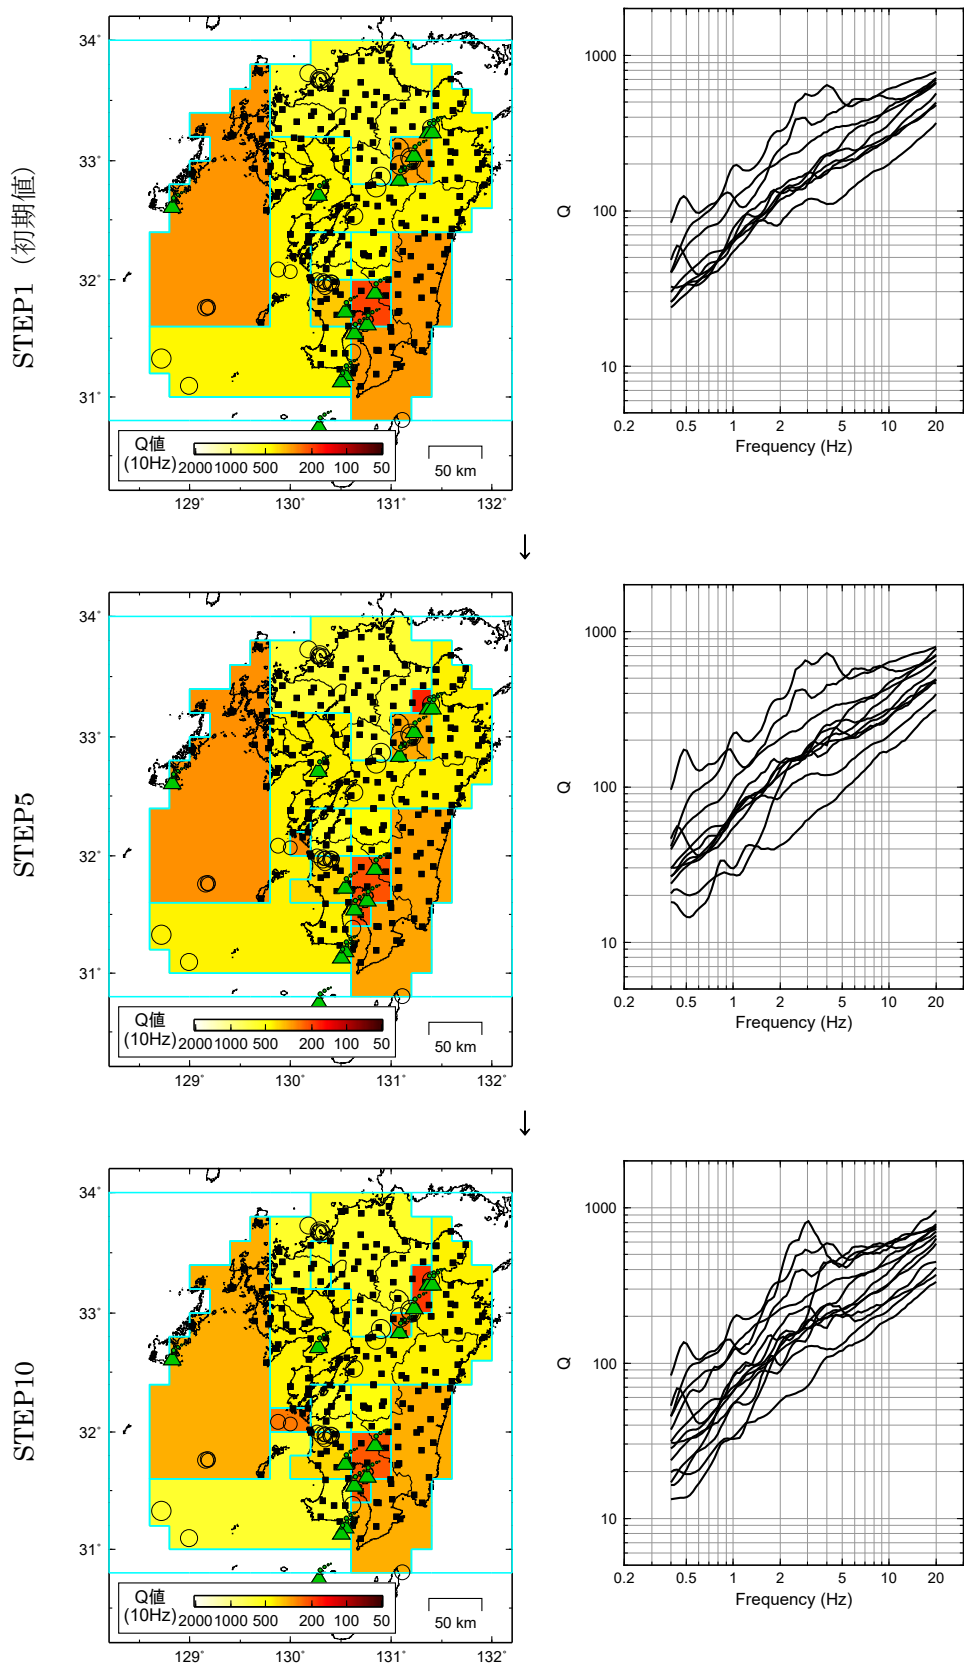 STEP1 (初期値)
34°
33°
32°
31°
129°
130°
131°
132°
Q値
(10Hz)
2000 1000 500 200 100 50
50 km
1000
100
10
Q
0.2 0.5 1 2 5 10 20
Frequency (Hz)
↓
STEP5
34°
33°
32°
31°
129°
130°
131°
132°
Q値
(10Hz)
2000 1000 500 200 100 50
50 km
1000
100
10
Q
0.2 0.5 1 2 5 10 20
Frequency (Hz)
↓
STEP10
34°
33°
32°
31°
129°
130°
131°
132°
Q値
(10Hz)
2000 1000 500 200 100 50
50 km
1000
100
10
Q
0.2 0.5 1 2 5 10 20
Frequency (Hz)